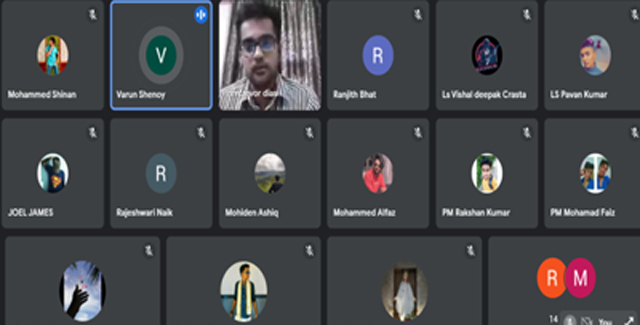 Mohammed Shinan
V
Varun Shenoy
R
Ranjith Bhat
Ls Vishal deepak Crasta
LS Pavan Kumar
JOEL JAMES
R
Rajeshwari Naik
Mohiden Ashiq
Mohammed Alfaz
PM Rakshan Kumar
PM Mohamad Faiz
R M
14
You